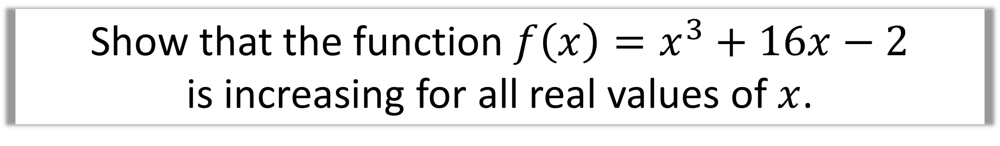 Show that the function 𝑓(𝑥) = 𝑥³ + 16𝑥 − 2
is increasing for all real values of 𝑥.